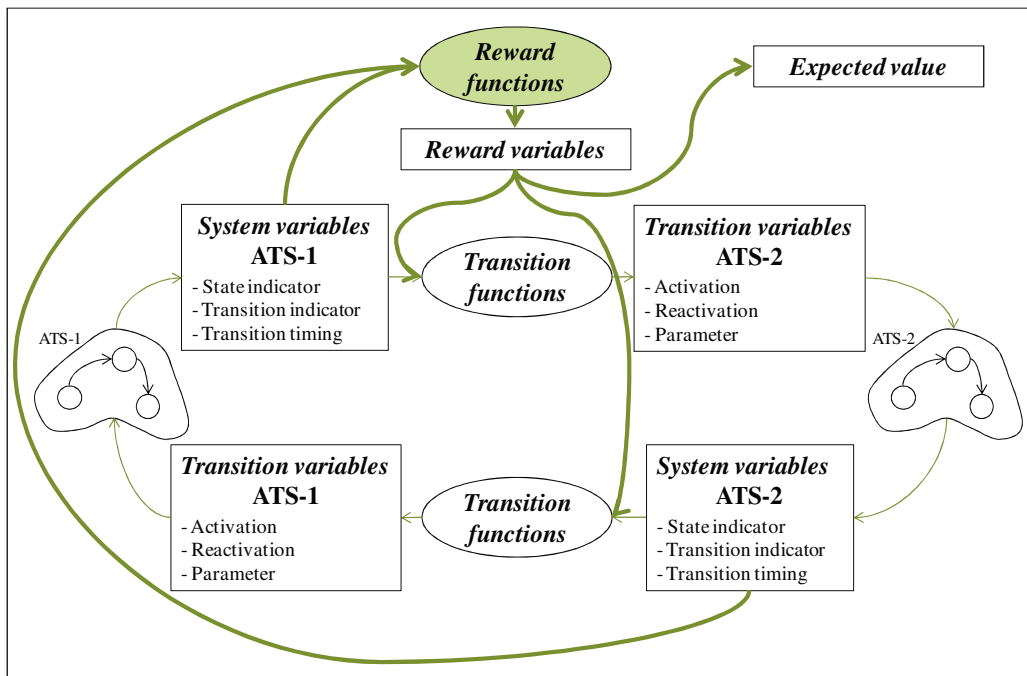 Reward
functions
Expected value
Reward variables
System variables
ATS-1
- State indicator
- Transition indicator
- Transition timing
Transition
functions
Transition variables
ATS-2
- Activation
- Reactivation
- Parameter
ATS-1
ATS-2
Transition variables
ATS-1
- Activation
- Reactivation
- Parameter
Transition
functions
System variables
ATS-2
- State indicator
- Transition indicator
- Transition timing